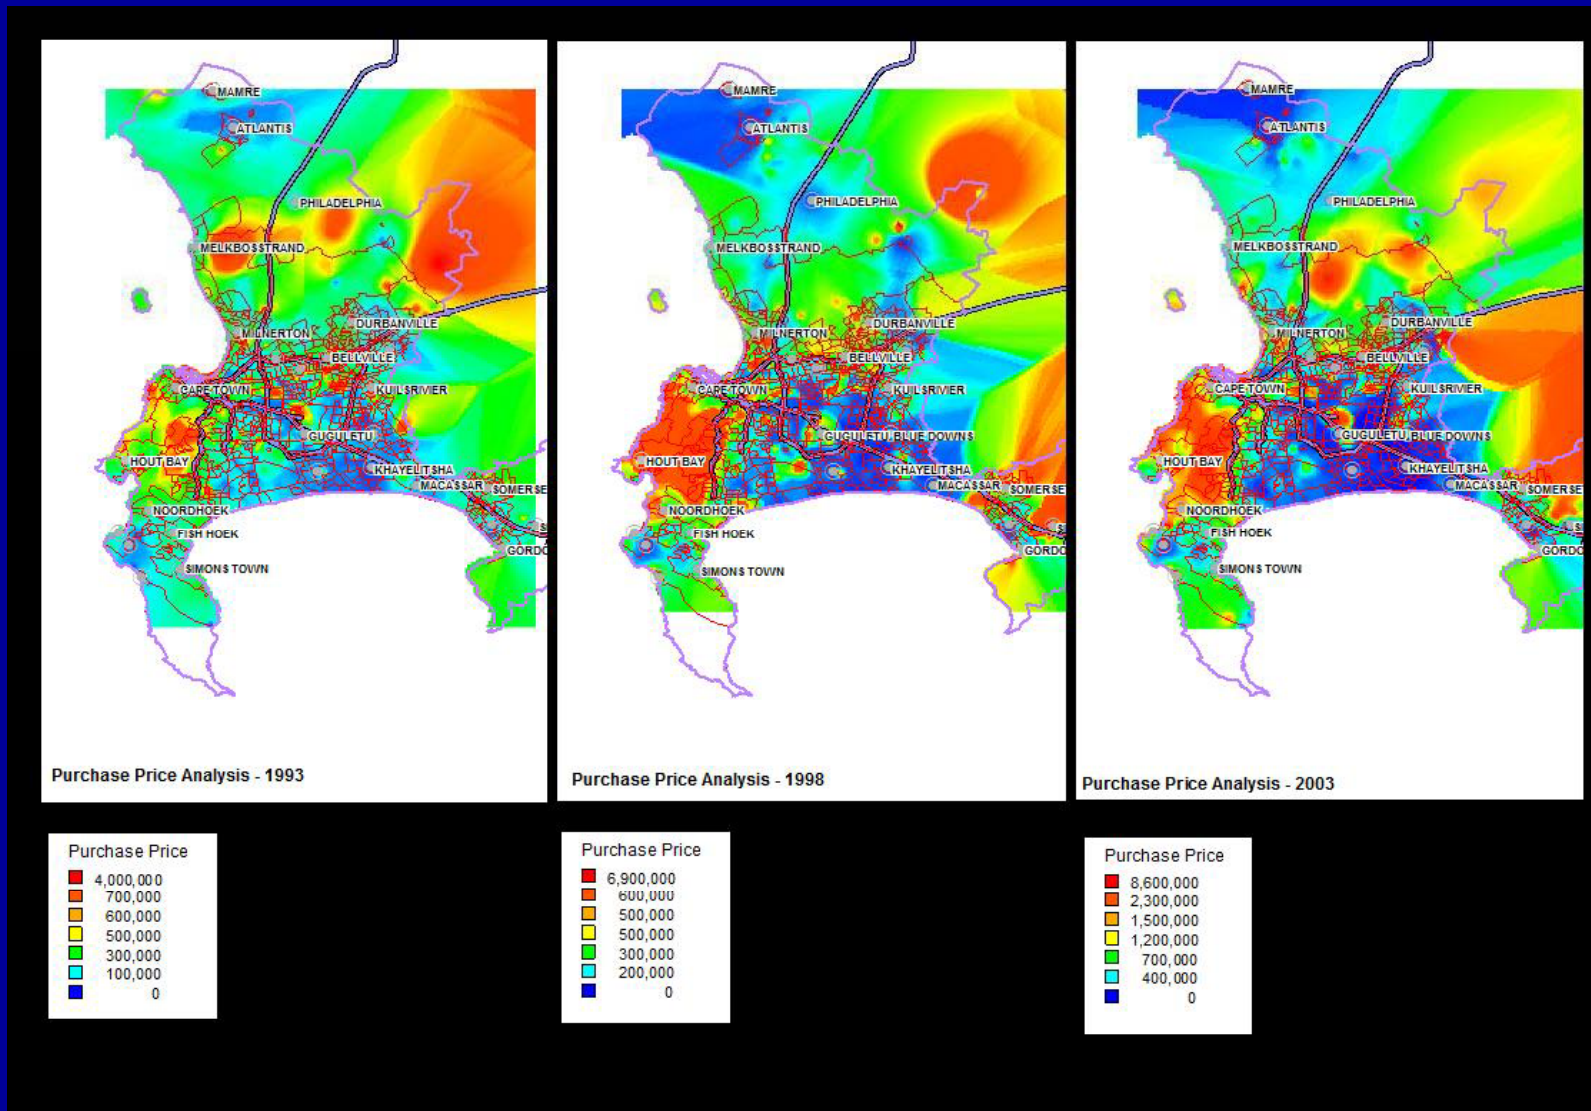 MAMRE
ATLANTIS
PHILADELPHIA
MELKBOSSTRAND
MILNERTON
DURBANVILLE
BELLVILLE
CAPE TOWN
KUILSRIVIER
GUGULETU
HOUT BAY
KHAYELITSHA
MACASSAR
SOMERSE
NOORDHOEK
FISH HOEK
GORDO
SIMONS TOWN
Purchase Price Analysis - 1993
MAMRE
ATLANTIS
PHILADELPHIA
MELKBOSSTRAND
MILNERTON
DURBANVILLE
BELLVILLE
CAPE TOWN
KUILSRIVIER
GUGULETU BLUE DOWNS
HOUT BAY
KHAYELITSHA
MACASSAR
SOMERSE
NOORDHOEK
FISH HOEK
GORDO
SIMONS TOWN
Purchase Price Analysis - 1998
MAMRE
ATLANTIS
PHILADELPHIA
MELKBOSSTRAND
MILNERTON
DURBANVILLE
BELLVILLE
CAPE TOWN
KUILSRIVIER
GUGULETU BLUE DOWNS
HOUT BAY
KHAYELITSHA
MACASSAR
SOMERSE
NOORDHOEK
FISH HOEK
GORDO
SIMONS TOWN
Purchase Price Analysis - 2003
Purchase Price
4,000,000
700,000
600,000
500,000
300,000
100,000
0
Purchase Price
6,900,000
600,000
500,000
500,000
300,000
200,000
0
Purchase Price
8,600,000
2,300,000
1,500,000
1,200,000
700,000
400,000
0